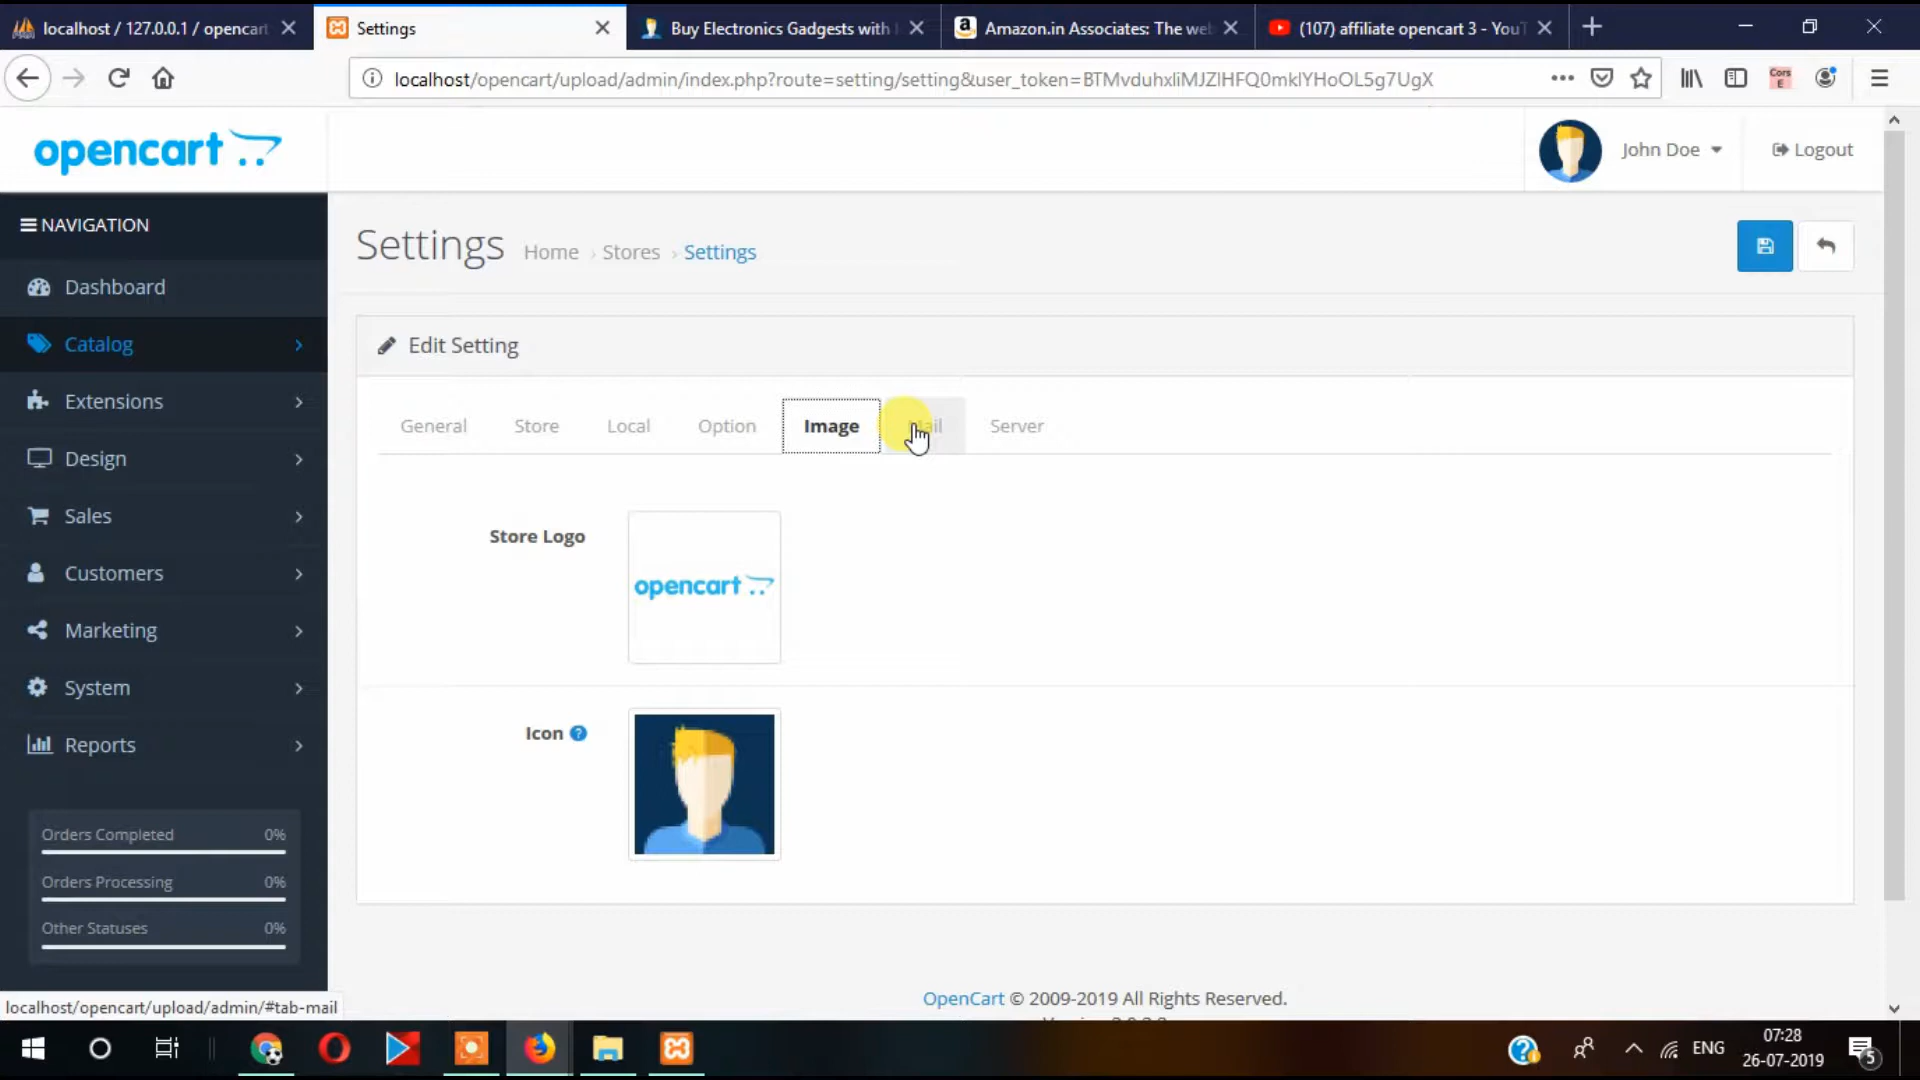 localhost / 127.0.0.1 / opencart
Settings
Buy Electronics Gadgests with
Amazon.in Associates: The we
(107) affiliate opencart 3 - YouT
localhost/opencart/upload/admin/index.php?route=setting/setting&user_token=
Cors
E
opencart
John Doe
Logout
NAVIGATION
Settings
Home › Stores › Settings
Dashboard
Catalog
Edit Setting
Extensions
General
Store
Local
Option
Image
Server
Design
Sales
Store Logo
opencart
Customers
Marketing
System
Icon
Reports
Orders Completed 0%
Orders Processing 0%
Other Statuses 0%
localhost/opencart/upload/admin/#tab-mail
OpenCart © 2009-2019 All Rights Reserved.
ENG
07:28
26-07-2019
5